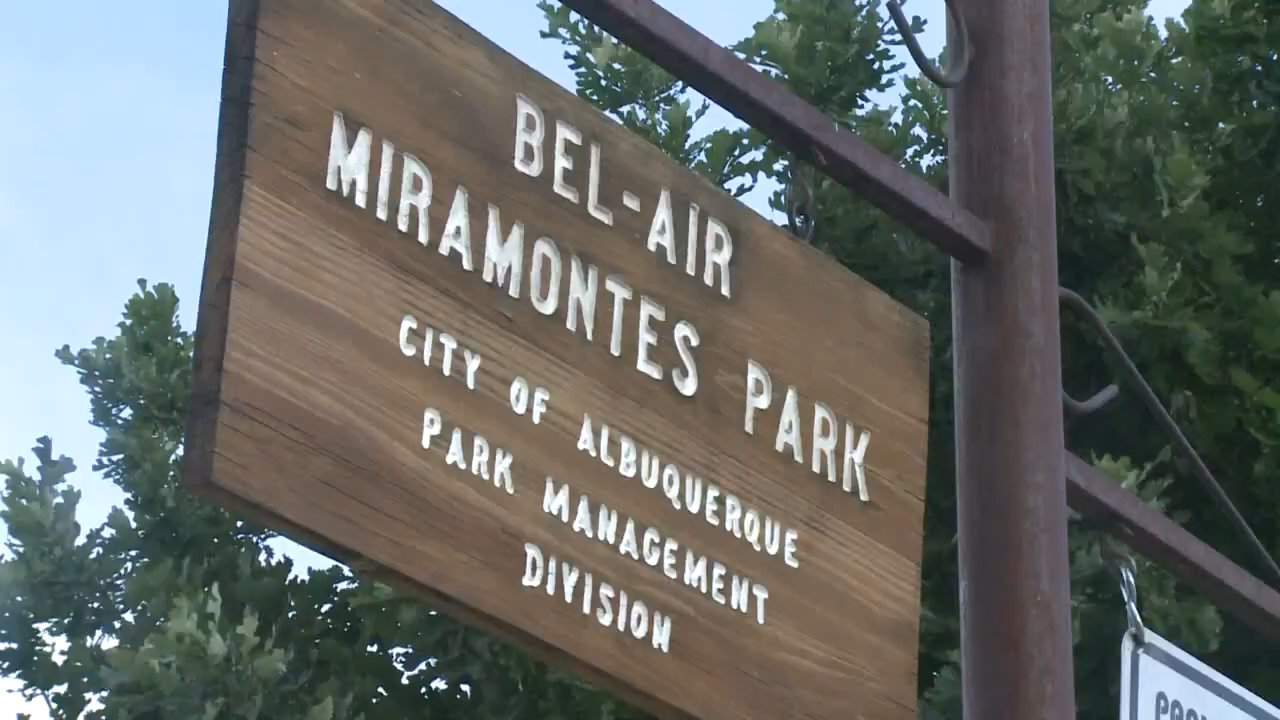 BEL-AIR
MIRAMONTES PARK
CITY OF ALBUQUERQUE
PARK MANAGEMENT
DIVISION